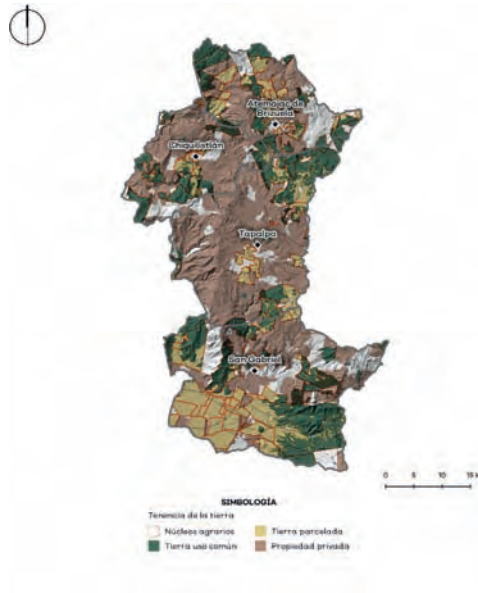 Atemajac de
Brizuela
Chiquilistlán
Tapalpa
San Gabriel
0 5 10 15 k
SIMBOLOGÍA
Tenencia de la tierra
Núcleos agrarios
Tierra parcelada
Tierra uso común
Propiedad privada